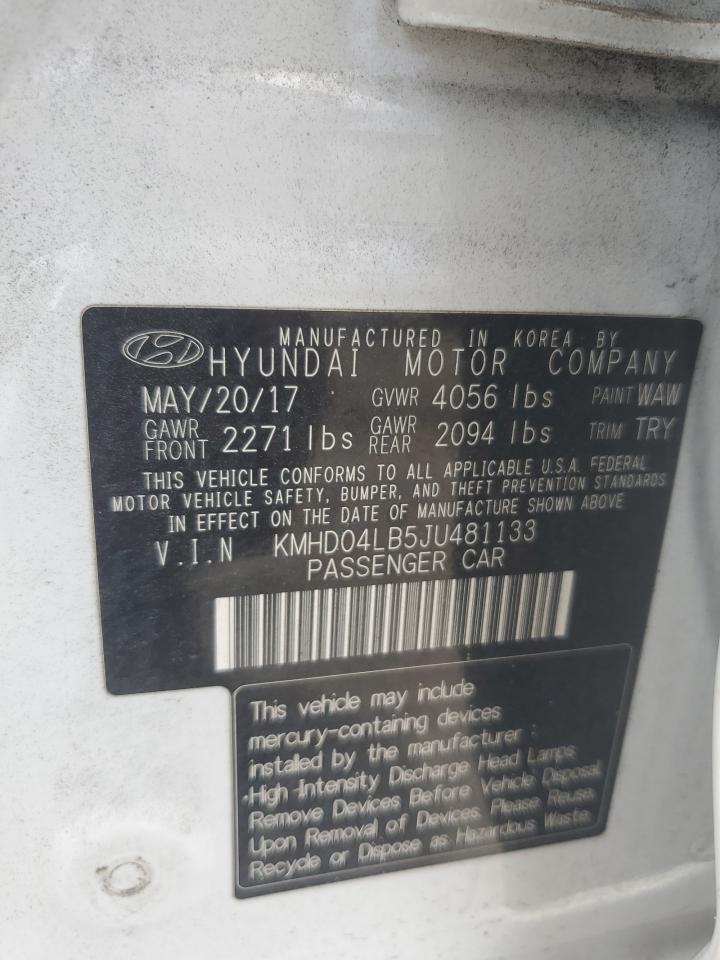 MANUFACTURED IN KOREA BY
HYUNDAI MOTOR COMPANY
MAY/20/17 GVWR 4056 lbs PAINT WAW
GAWR FRONT 2271 lbs GAWR REAR 2094 lbs TRIM TRY
THIS VEHICLE CONFORMS TO ALL APPLICABLE U.S.A. FEDERAL
MOTOR VEHICLE SAFETY, BUMPER, AND THEFT PREVENTION STANDARDS
IN EFFECT ON THE DATE OF MANUFACTURE SHOWN ABOVE
V.I.N KMHD04LB5JU481133
PASSENGER CAR
This vehicle may include
mercury-containing devices
installed by the manufacturer :
·High-Intensity Discharge Head Lamps
Remove Devices Before Vehicle Disposal.
Upon Removal of Devices Please Reuse,
Recycle or Dispose as Hazardous Waste.